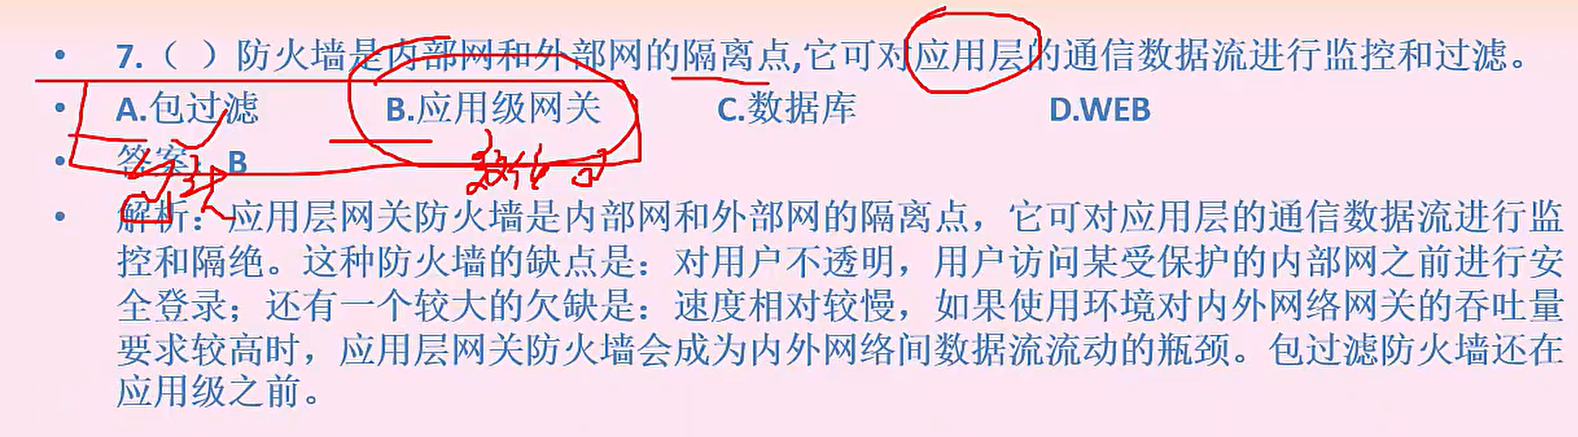 • 7.（ ）防火墙是内部网和外部网的隔离点,它可对应用层的通信数据流进行监控和过滤。
• A.包过滤 B.应用级网关 C.数据库 D.WEB
• 答案：B
• 解析：应用层网关防火墙是内部网和外部网的隔离点，它可对应用层的通信数据流进行监
控和隔绝。这种防火墙的缺点是：对用户不透明，用户访问某受保护的内部网之前进行安
全登录；还有一个较大的欠缺是：速度相对较慢，如果使用环境对内外网络网关的吞吐量
要求较高时，应用层网关防火墙会成为内外网络间数据流流动的瓶颈。包过滤防火墙还在
应用级之前。